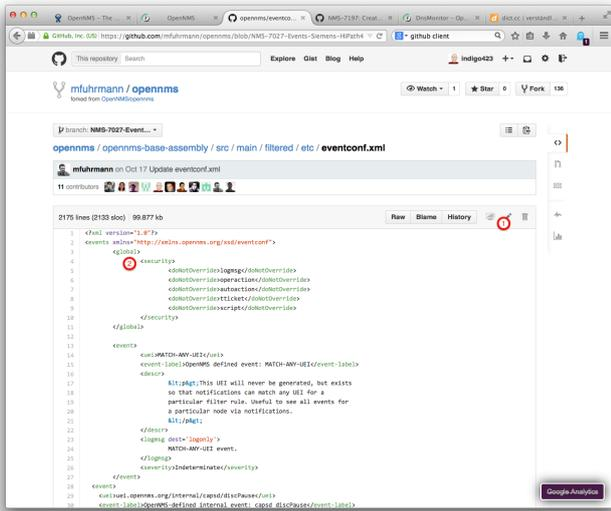 OpenNMS – The ...
OpenNMS
opennms/eventco...
NMS-7197: Creat...
DnsMonitor – Op...
dict.cc | verständl...
GitHub, Inc. (US) https://github.com/mfuhrmann/opennms/blob/NMS-7027-Event-Siemens-HiPath4
github client
This repository Search
Explore Gist Blog Help
indigo423
mfuhrmann / opennms
forked from OpenNMS/opennms
Watch 1
Star 0
Fork 136
branch: NMS-7027-Event...
opennms / opennms-base-assembly / src / main / filtered / etc / eventconf.xml
mfuhrmann on Oct 17 Update eventconf.xml
11 contributors
2175 lines (2133 sloc) 99.877 kb
Raw Blame History
1
1 <?xml version="1.0"?>
2 <events xmlns="http://xmlns.opennms.org/xsd/eventconf">
3 <global>
4 <security>
2
5 <doNotOverride>logmsg</doNotOverride>
6 <doNotOverride>operaction</doNotOverride>
7 <doNotOverride>autoaction</doNotOverride>
8 <doNotOverride>tticket</doNotOverride>
9 <doNotOverride>script</doNotOverride>
10 </security>
11 </global>
12
13 <event>
14 <uei>MATCH-ANY-UEI</uei>
15 <event-label>OpenNMS defined event: MATCH-ANY-UEI</event-label>
16 <descr>
17 &lt;p&gt;This UEI will never be generated, but exists
18 so that notifications can match any UEI for a
19 particular filter rule. Useful to see all events for
20 a particular node via notifications.
21 &lt;/p&gt;
22 </descr>
23 <logmsg dest='logonly'>
24 MATCH-ANY-UEI event.
25 </logmsg>
26 <severity>Indeterminate</severity>
27 </event>
28 <event>
29 <uei>uei.opennms.org/internal/capsd/discPause</uei>
30 <event-label>OpenNMS-defined internal event: capsd discPause</event-label>
Google Analytics